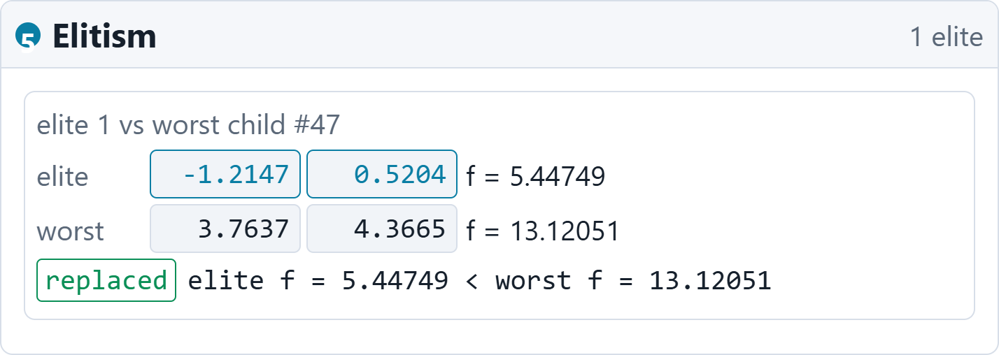 5 Elitism 1 elite
elite 1 vs worst child #47
elite -1.2147 0.5204 f = 5.44749
worst 3.7637 4.3665 f = 13.12051
replaced elite f = 5.44749 < worst f = 13.12051